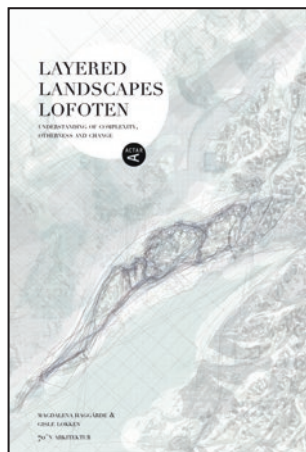 LAYERED
LANDSCAPES
LOFOTEN
UNDERSTANDING OF COMPLEXITY,
OTHERNESS AND CHANGE
ACTAR
MAGDALENA HAGGÄRDE &
GISLE LØKKEN
70°N ARKITEKTUR